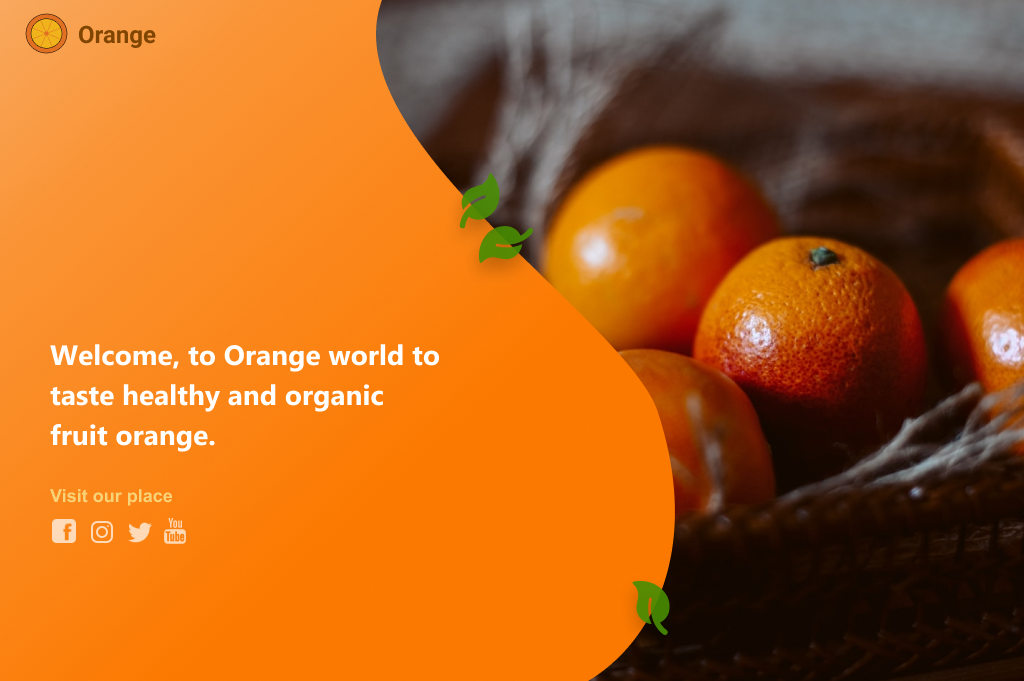 Orange
Welcome, to Orange world to
taste healthy and organic
fruit orange.
Visit our place
You
Tube